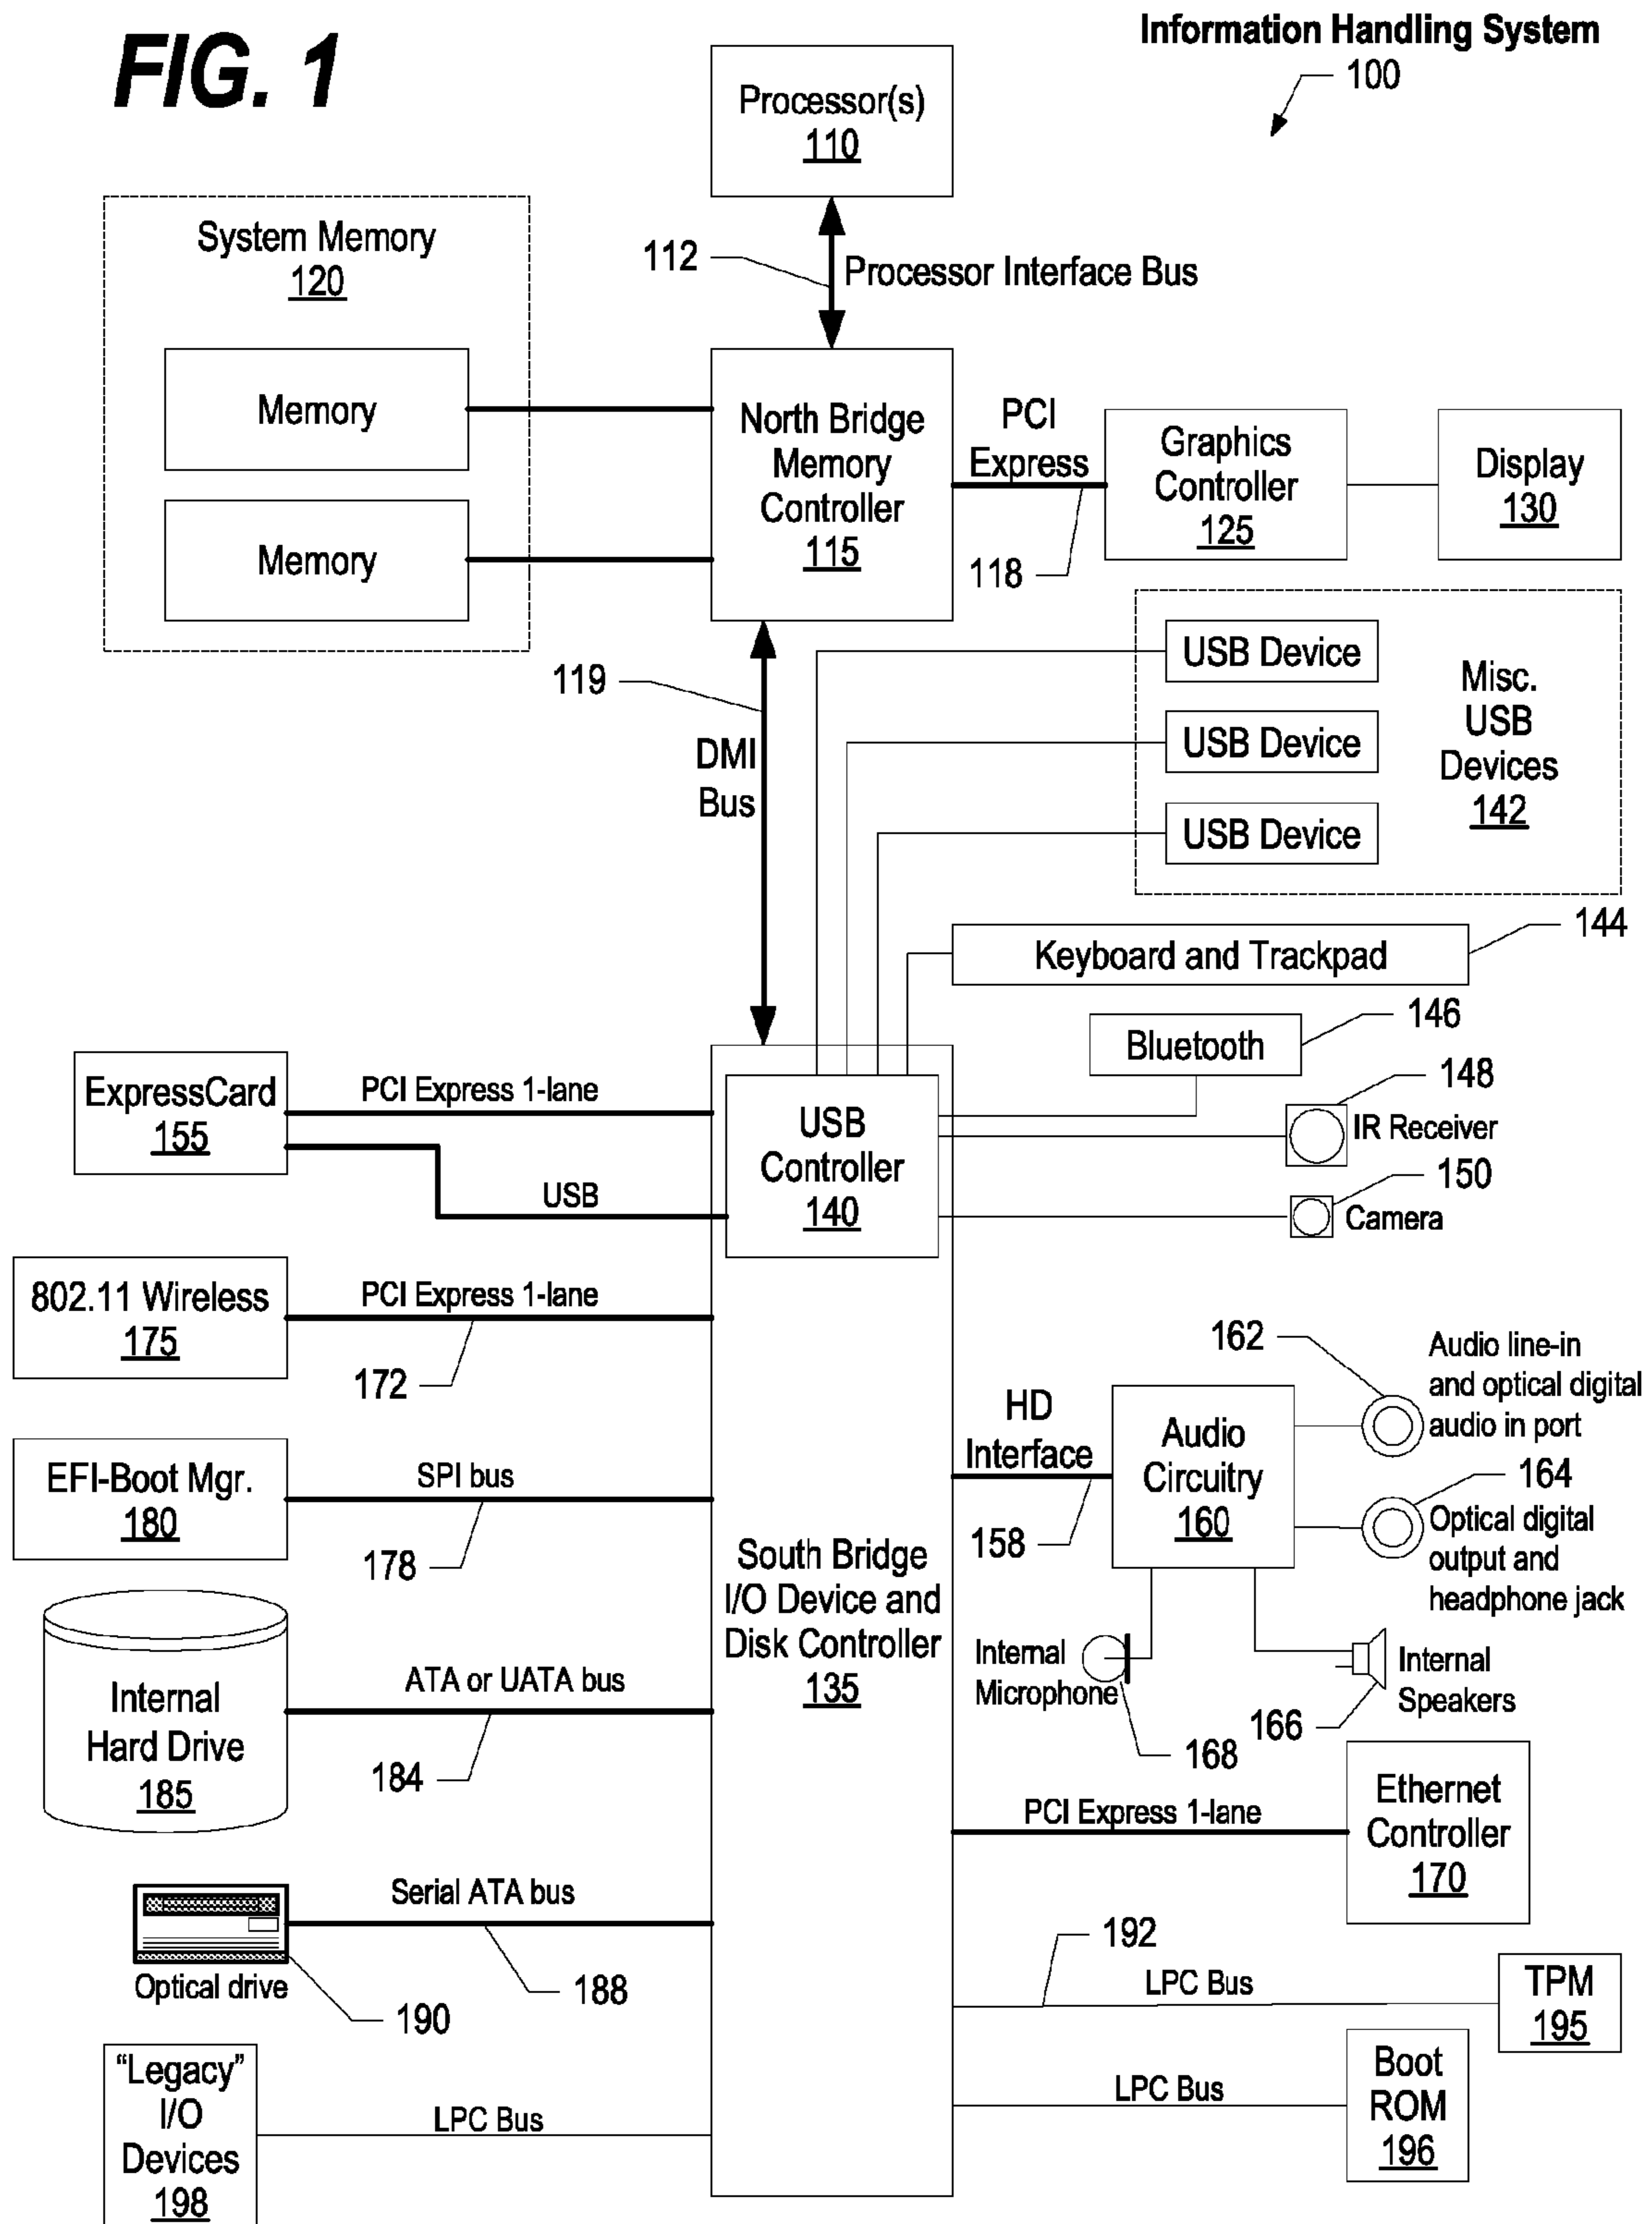 FIG. 1
Information Handling System
100
Processor(s)
110
112
Processor Interface Bus
System Memory
120
Memory
Memory
North Bridge
Memory
Controller
115
PCI
Express
118
Graphics
Controller
125
Display
130
119
DMI
Bus
USB Device
USB Device
USB Device
Misc.
USB
Devices
142
144
Keyboard and Trackpad
146
Bluetooth
148
IR Receiver
150
Camera
ExpressCard
155
PCI Express 1-lane
USB
USB
Controller
140
802.11 Wireless
175
PCI Express 1-lane
172
EFI-Boot Mgr.
180
SPI bus
178
South Bridge
I/O Device and
Disk Controller
135
HD
Interface
158
Audio
Circuitry
160
162
Audio line-in
and optical digital
audio in port
164
Optical digital
output and
headphone jack
Internal
Microphone
168
Internal
Speakers
166
Internal
Hard Drive
185
ATA or UATA bus
184
PCI Express 1-lane
Ethernet
Controller
170
Optical drive
190
Serial ATA bus
188
192
LPC Bus
TPM
195
LPC Bus
Boot
ROM
196
“Legacy”
I/O
Devices
198
LPC Bus